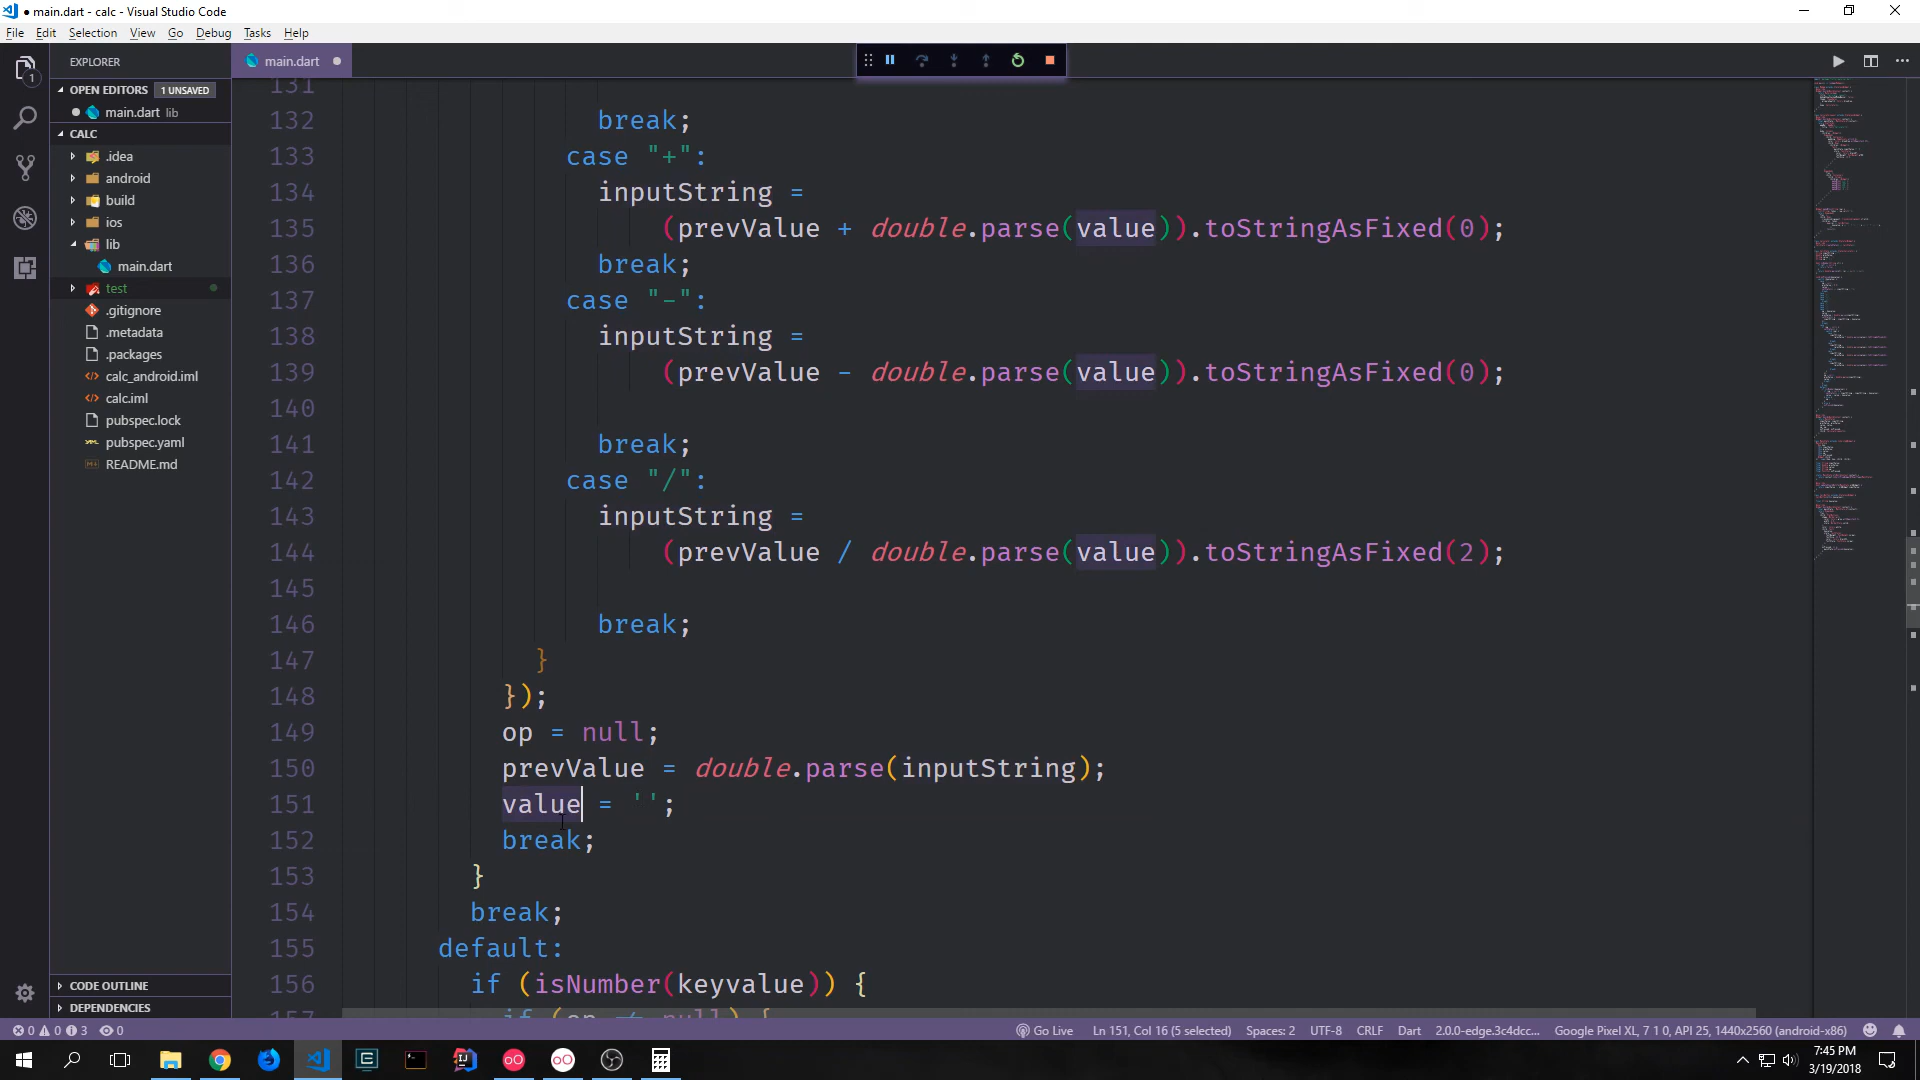 ● main.dart - calc - Visual Studio Code
File Edit Selection View Go Debug Tasks Help
EXPLORER
main.dart
OPEN EDITORS 1 UNSAVED
main.dart lib
CALC
.idea
android
build
ios
lib
main.dart
test
.gitignore
.metadata
.packages
calc_android.iml
calc.iml
pubspec.lock
pubspec.yaml
README.md
CODE OUTLINE
DEPENDENCIES
131
132 break;
133 case "+":
134 inputString =
135 (prevValue + double.parse(value)).toStringAsFixed(0);
136 break;
137 case "-":
138 inputString =
139 (prevValue - double.parse(value)).toStringAsFixed(0);
140
141 break;
142 case "/":
143 inputString =
144 (prevValue / double.parse(value)).toStringAsFixed(2);
145
146 break;
147 }
148 });
149 op = null;
150 prevValue = double.parse(inputString);
151 value = '';
152 break;
153 }
154 break;
155 default:
156 if (isNumber(keyvalue)) {
157 if (op != null) {
0 0 3 0
Go Live Ln 151, Col 16 (5 selected) Spaces: 2 UTF-8 CRLF Dart 2.0.0-edge.3c4dcc... Google Pixel XL, 7 1 0, API 25, 1440x2560 (android-x86)
7:45 PM
3/19/2018